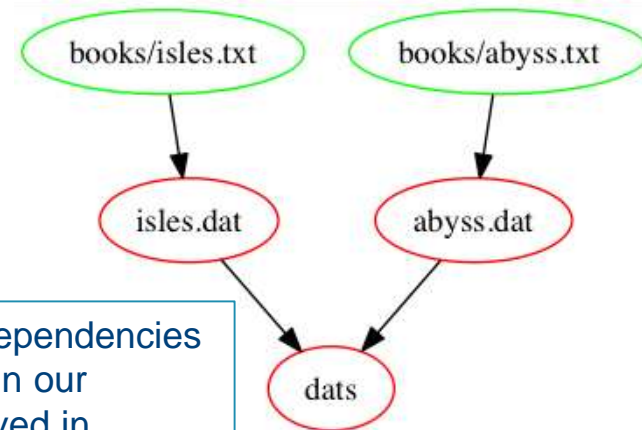 books/isles.txt books/abyss.txt
isles.dat abyss.dat
ependencies
n our
dats